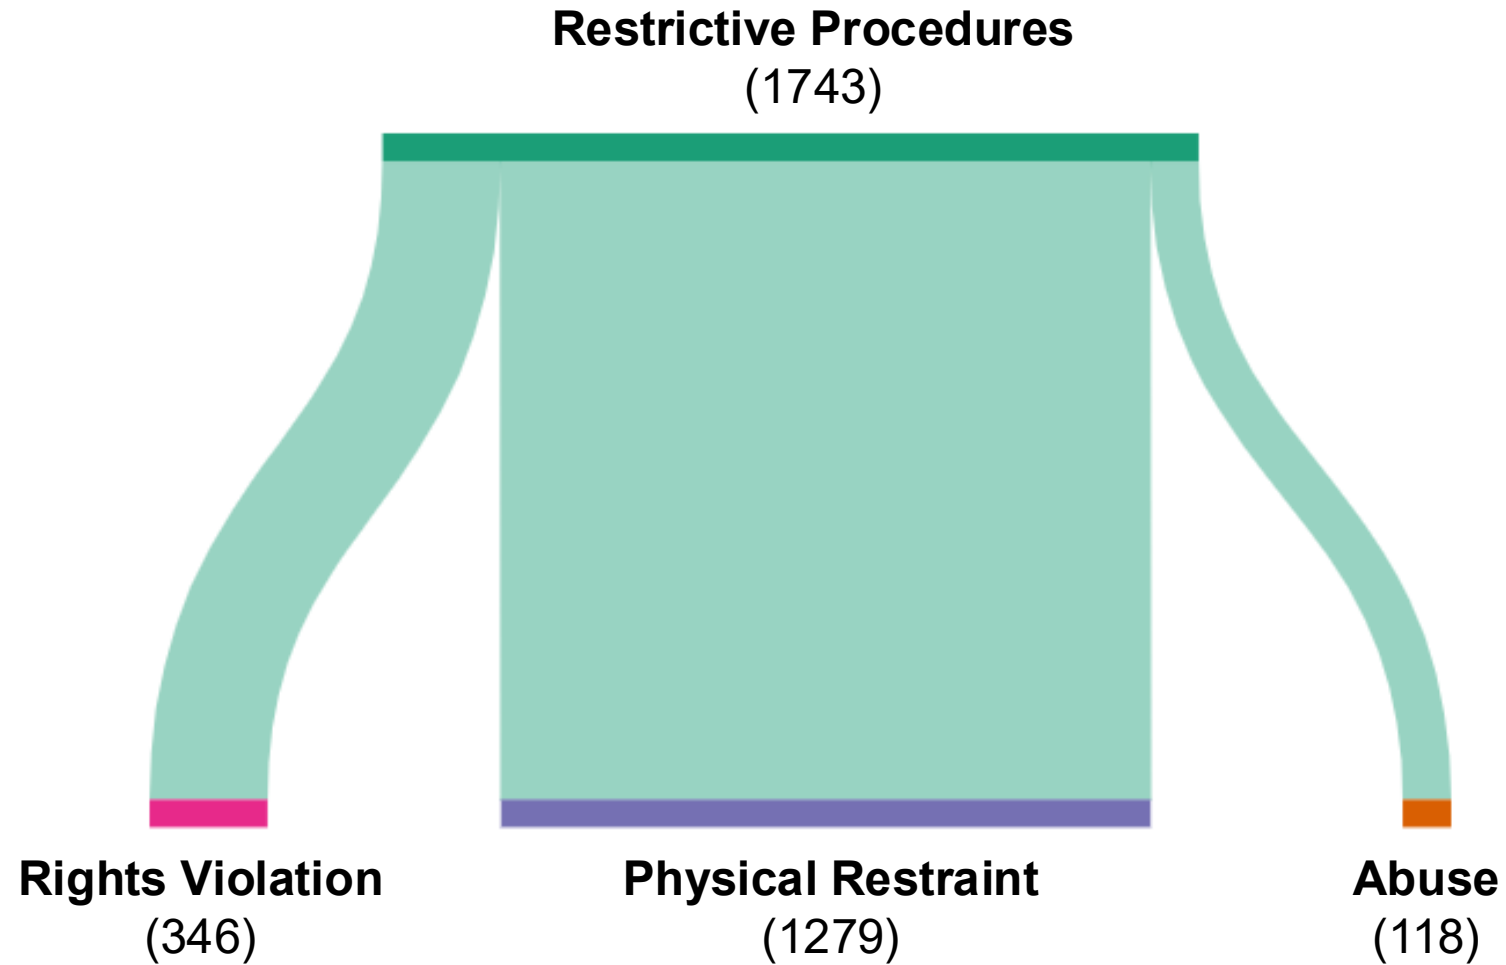 Restrictive Procedures
(1743)
Rights Violation
(346)
Physical Restraint
(1279)
Abuse
(118)